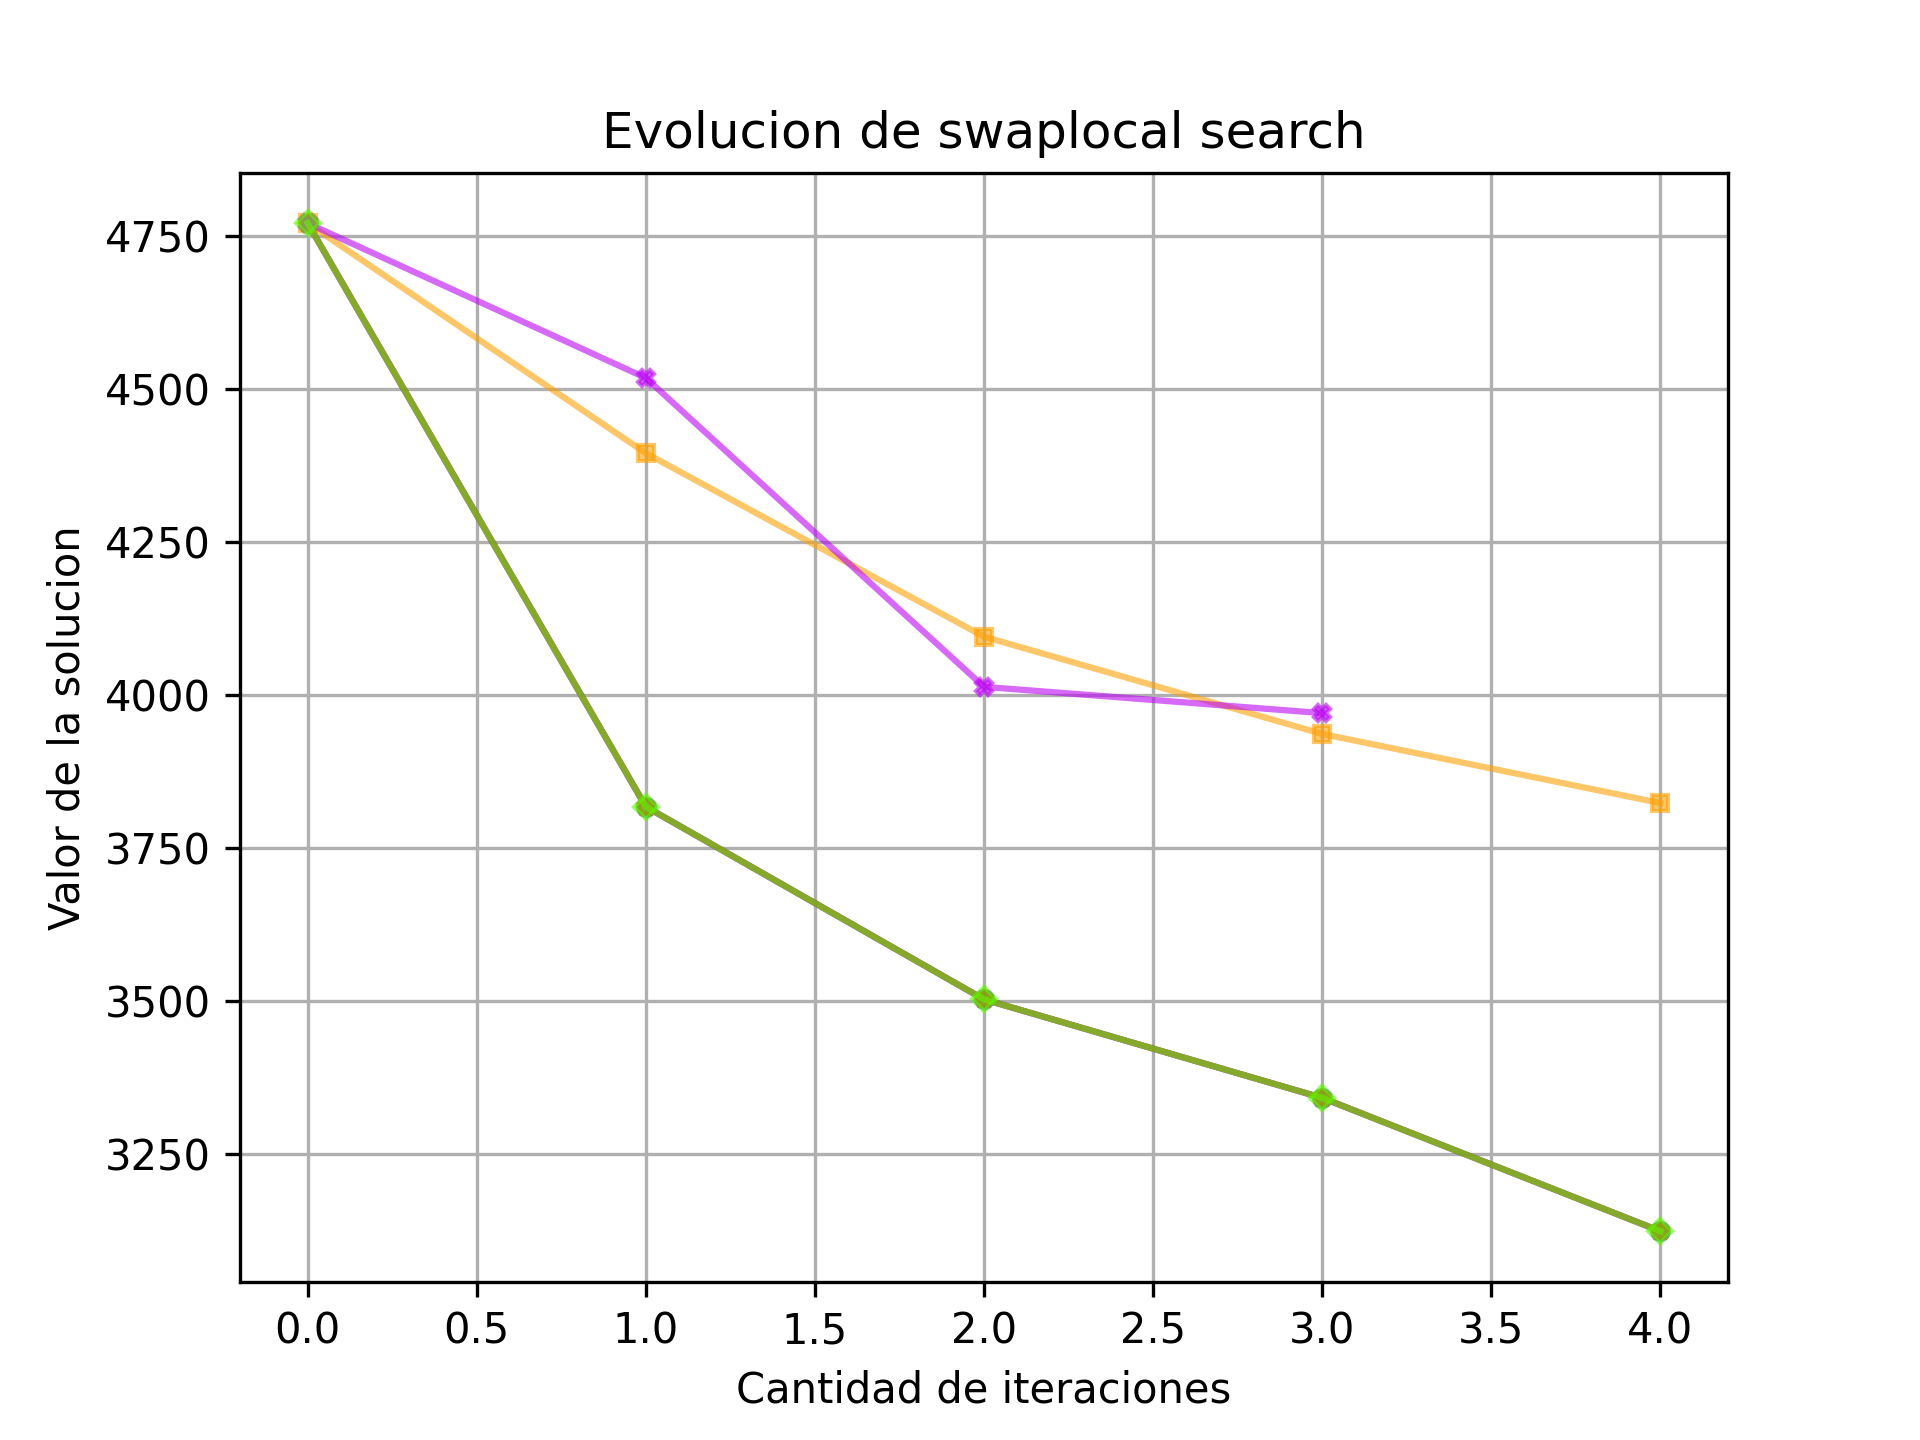 Evolucion de swaplocal search
Valor de la solucion
4750
4500
4250
4000
3750
3500
3250
0.0 0.5 1.0 1.5 2.0 2.5 3.0 3.5 4.0
Cantidad de iteraciones